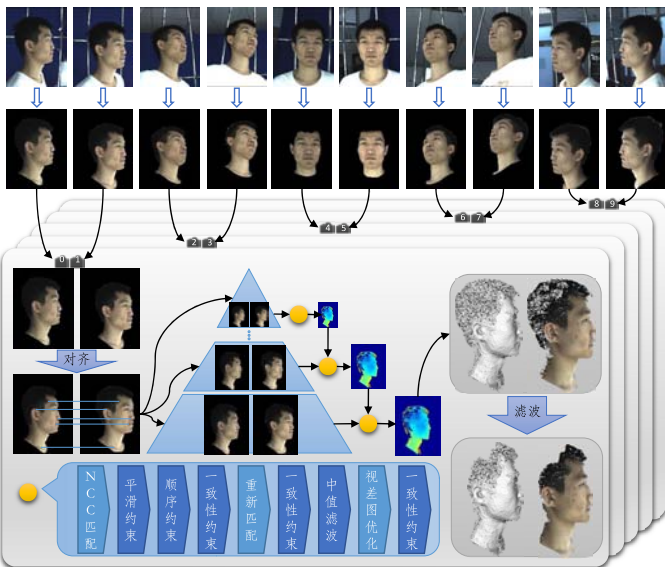 8 9
6 7
4 5
2 3
0 1
对齐
滤波
NCC匹配
平滑约束
顺序约束
一致性约束
重新匹配
一致性约束
中值滤波
视差图优化
一致性约束